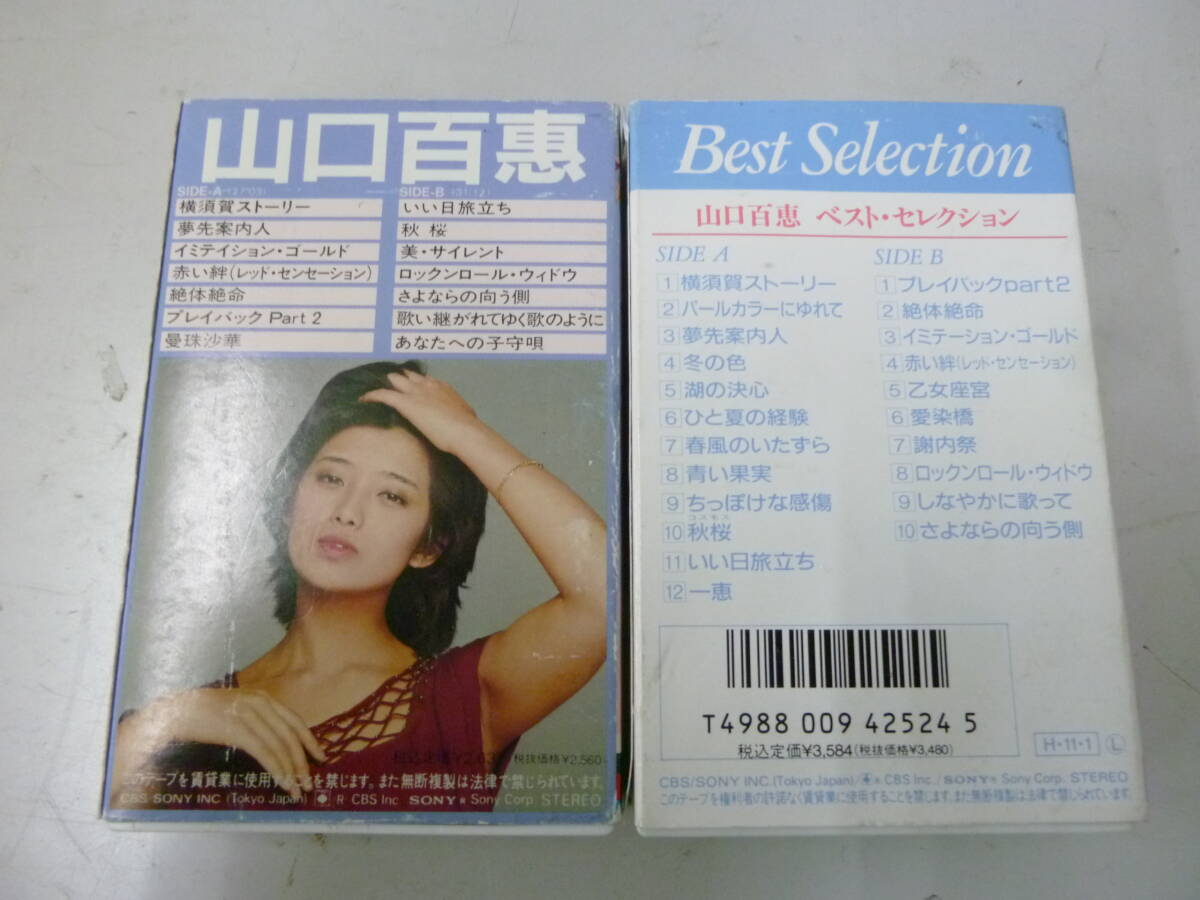 山口百惠
SIDE-A
横須賀ストーリー
夢先案内人
イミテイション・ゴールド
赤い絆(レッド・センセーション)
絶体絶命
プレイバック Part 2
曼珠沙華
SIDE-B
いい日旅立ち
秋 桜
美・サイレント
ロックンロール・ウィドウ
さよならの向う側
歌い継がれてゆく歌のように
あなたへの子守唄
(税抜価格¥2,560)
このテープを賃貸業に使用することを禁じます。また無断複製は法律で禁じられています。
CBS/SONY INC (Tokyo Japan) R CBS Inc SONY ® Sony Corp. STEREO
Best Selection
山口百恵 ベスト・セレクション
SIDE A
1 横須賀ストーリー
2 パールカラーにゆれて
3 夢先案内人
4 冬の色
5 湖の決心
6 ひと夏の経験
7 春風のいたずら
8 青い果実
9 ちっぽけな感傷
コスモス
10 秋桜
11 いい日旅立ち
12 一恵
SIDE B
1 プレイバックpart2
2 絶体絶命
3 イミテーション・ゴールド
4 赤い絆(レッド・センセーション)
5 乙女座宮
6 愛染橋
7 謝肉祭
8 ロックンロール・ウィドウ
9 しなやかに歌って
10 さよならの向う側
T4988 009 42524 5
税込定価¥3,584(税抜価格¥3,480)
H・11・1 L
CBS/SONY INC.(Tokyo Japan)/ ® CBS Inc./SONY® Sony Corp. STEREO
このテープを権利者の許諾なく賃貸業に使用することを禁じます。また無断複製は法律で禁じられています。